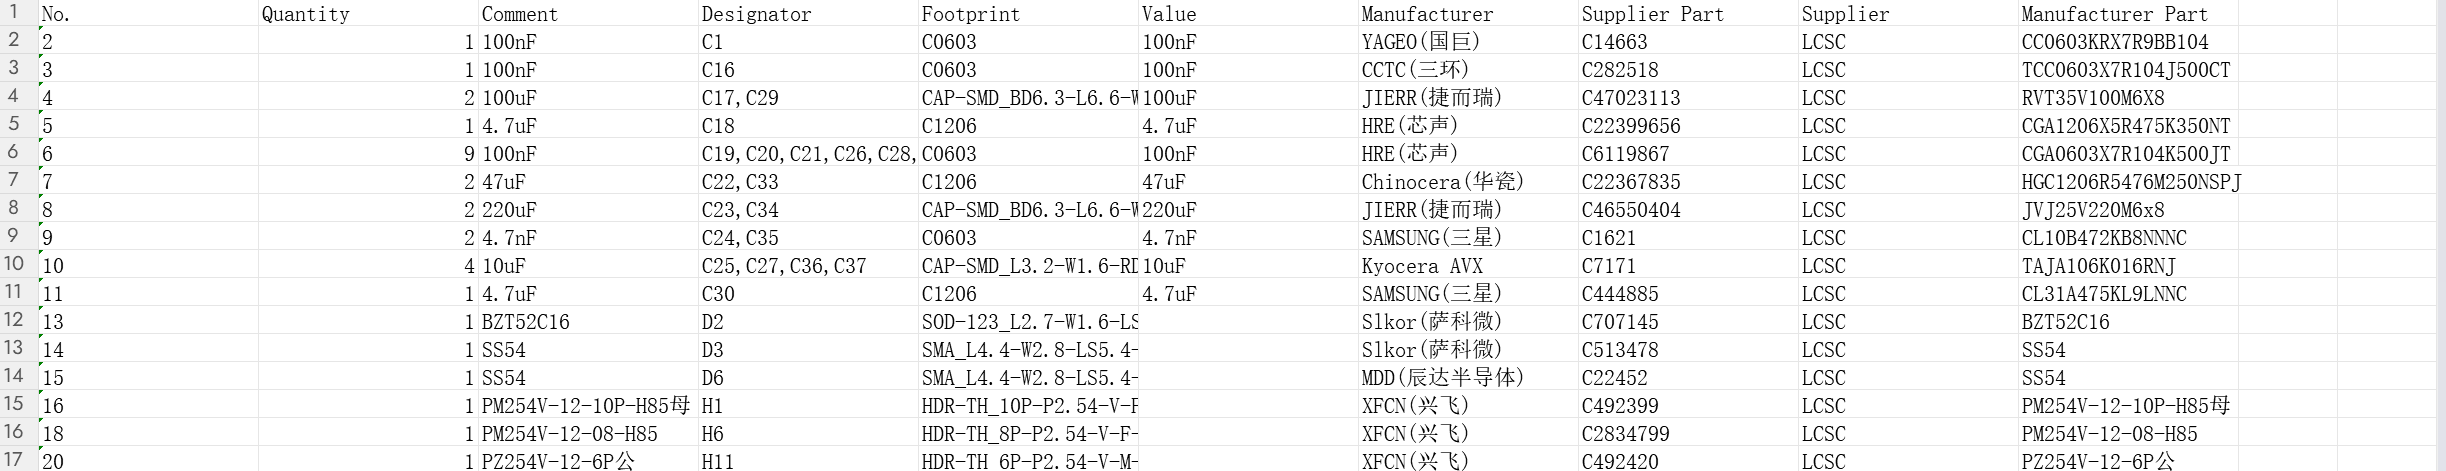 1 No. Quantity Comment Designator Footprint Value Manufacturer Supplier Part Supplier Manufacturer Part
2 2 1 100nF C1 C0603 100nF YAGEO(国巨) C14663 LCSC CC0603KRX7R9BB104
3 3 1 100nF C16 C0603 100nF CCTC(三环) C282518 LCSC TCC0603X7R104J500CT
4 4 2 100uF C17,C29 CAP-SMD_BD6.3-L6.6-W 100uF JIERR(捷而瑞) C47023113 LCSC RVT35V100M6X8
5 5 1 4.7uF C18 C1206 4.7uF HRE(芯声) C22399656 LCSC CGA1206X5R475K350NT
6 6 9 100nF C19,C20,C21,C26,C28, C0603 100nF HRE(芯声) C6119867 LCSC CGA0603X7R104K500JT
7 7 2 47uF C22,C33 C1206 47uF Chinocera(华瓷) C22367835 LCSC HGC1206R5476M250NSPJ
8 8 2 220uF C23,C34 CAP-SMD_BD6.3-L6.6-W 220uF JIERR(捷而瑞) C46550404 LCSC JVJ25V220M6x8
9 9 2 4.7nF C24,C35 C0603 4.7nF SAMSUNG(三星) C1621 LCSC CL10B472KB8NNNC
10 10 4 10uF C25,C27,C36,C37 CAP-SMD_L3.2-W1.6-RD 10uF Kyocera AVX C7171 LCSC TAJA106K016RNJ
11 11 1 4.7uF C30 C1206 4.7uF SAMSUNG(三星) C444885 LCSC CL31A475KL9LNNC
12 13 1 BZT52C16 D2 SOD-123_L2.7-W1.6-LS Slkor(萨科微) C707145 LCSC BZT52C16
13 14 1 SS54 D3 SMA_L4.4-W2.8-LS5.4- Slkor(萨科微) C513478 LCSC SS54
14 15 1 SS54 D6 SMA_L4.4-W2.8-LS5.4- MDD(辰达半导体) C22452 LCSC SS54
15 16 1 PM254V-12-10P-H85母 H1 HDR-TH_10P-P2.54-V-F XFCN(兴飞) C492399 LCSC PM254V-12-10P-H85母
16 18 1 PM254V-12-08-H85 H6 HDR-TH_8P-P2.54-V-F- XFCN(兴飞) C2834799 LCSC PM254V-12-08-H85
17 20 1 PZ254V-12-6P公 H11 HDR-TH_6P-P2.54-V-M- XFCN(兴飞) C492420 LCSC PZ254V-12-6P公